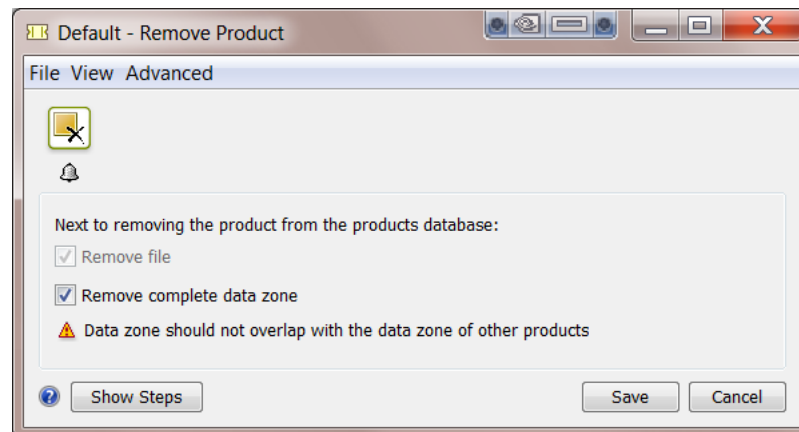 Default - Remove Product
File View Advanced
Next to removing the product from the products database:
Remove file
Remove complete data zone
Data zone should not overlap with the data zone of other products
Show Steps
Save
Cancel